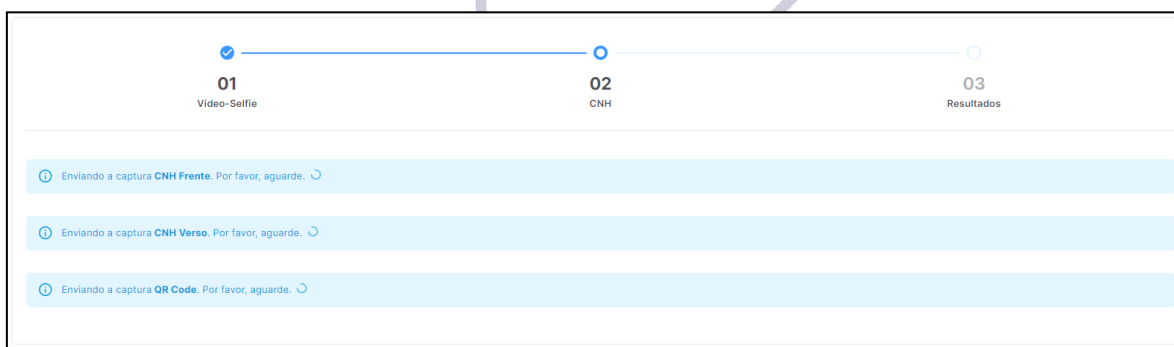 01
Vídeo-Selfie
02
CNH
03
Resultados
Enviando a captura CNH Frente. Por favor, aguarde.
Enviando a captura CNH Verso. Por favor, aguarde.
Enviando a captura QR Code. Por favor, aguarde.